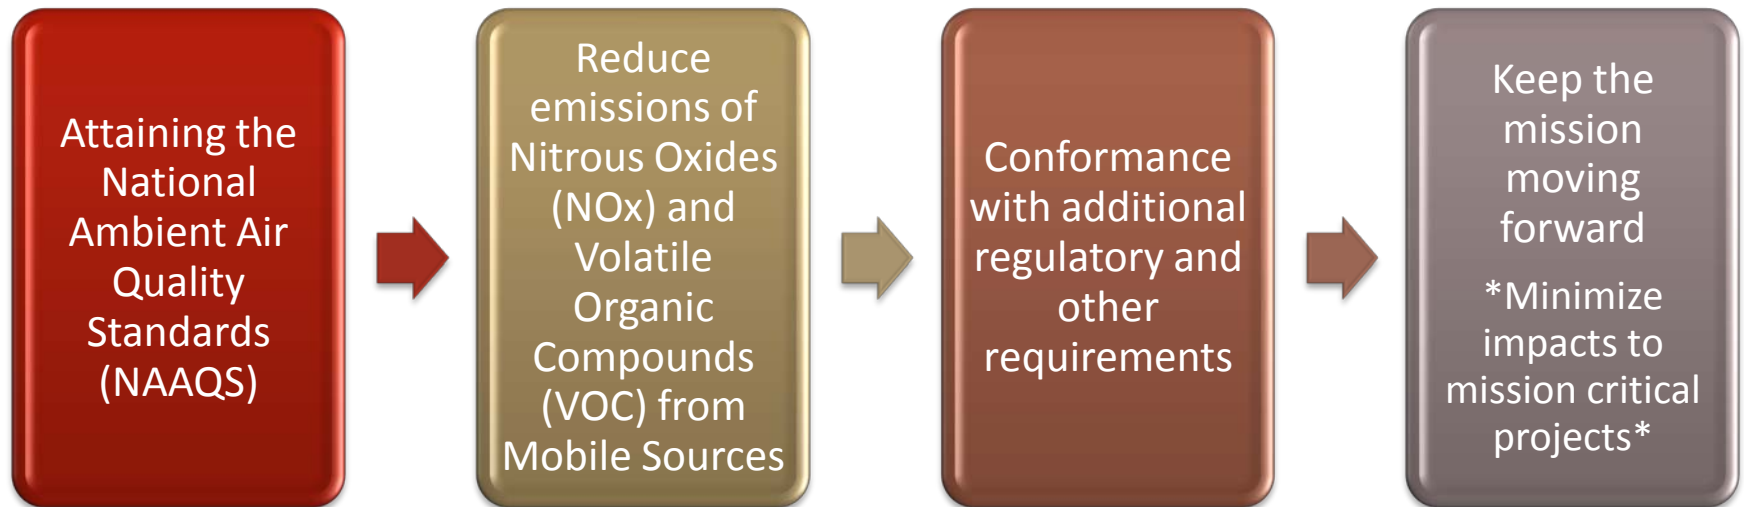 Attaining the
National
Ambient Air
Quality
Standards
(NAAQS)
Reduce
emissions of
Nitrous Oxides
(NOx) and
Volatile
Organic
Compounds
(VOC) from
Mobile Sources
Conformance
with additional
regulatory and
other
requirements
Keep the
mission
moving
forward
*Minimize
impacts to
mission critical
projects*